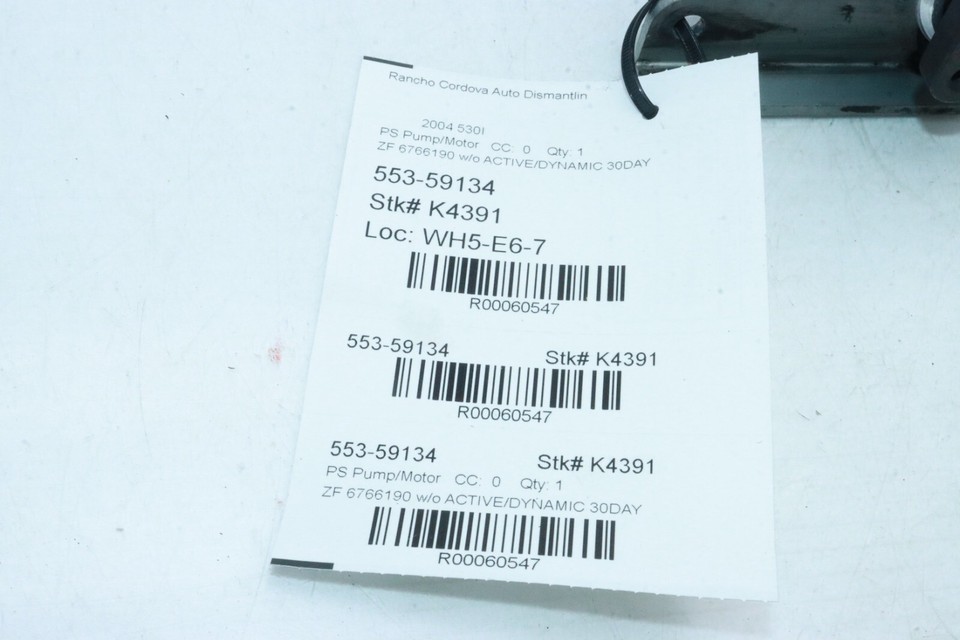 Rancho Cordova Auto Dismantlin
2004 530I
PS Pump/Motor CC: 0 Qty: 1
ZF 6766190 w/o ACTIVE/DYNAMIC 30DAY
553-59134
Stk# K4391
Loc: WH5-E6-7
R00060547
553-59134 Stk# K4391
R00060547
553-59134 Stk# K4391
PS Pump/Motor CC: 0 Qty: 1
ZF 6766190 w/o ACTIVE/DYNAMIC 30DAY
R00060547